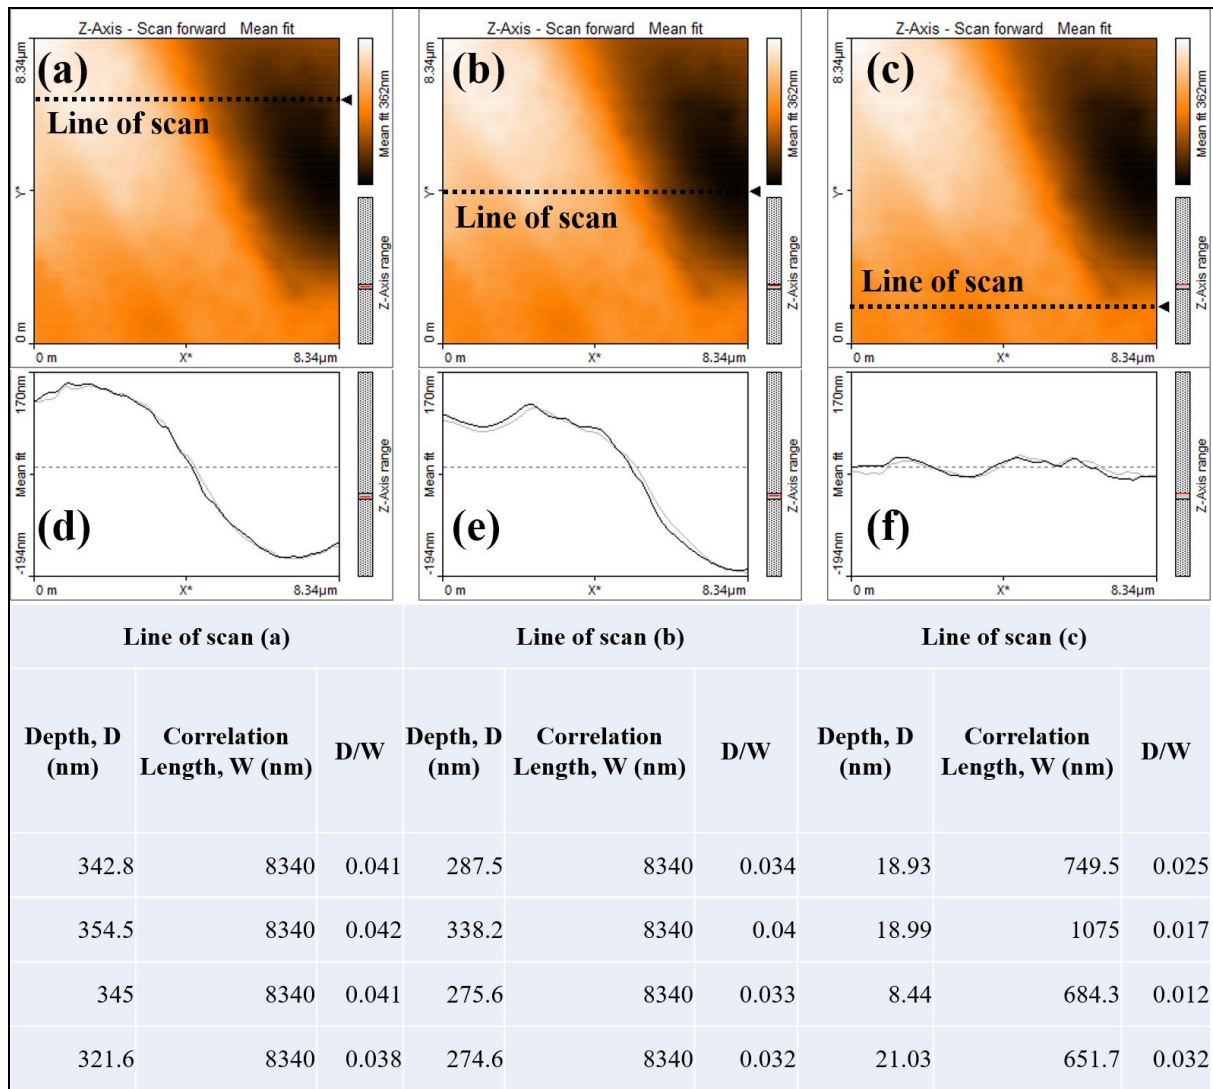 Z-Axis - Scan forward Mean fit
(a)
Line of scan
8.34µm
Y*
0 m
0 m X* 8.34µm
Mean fit 362nm
Z-Axis range
Z-Axis - Scan forward Mean fit
(b)
Line of scan
8.34µm
Y*
0 m
0 m X* 8.34µm
Mean fit 362nm
Z-Axis range
Z-Axis - Scan forward Mean fit
(c)
Line of scan
8.34µm
Y*
0 m
0 m X* 8.34µm
Mean fit 362nm
Z-Axis range
170nm
Mean fit
-194nm
(d)
0 m X* 8.34µm
Z-Axis range
170nm
Mean fit
-194nm
(e)
0 m X* 8.34µm
Z-Axis range
170nm
Mean fit
-194nm
(f)
0 m X* 8.34µm
Z-Axis range
Line of scan (a) Line of scan (b) Line of scan (c)
Depth, D (nm) Correlation Length, W (nm) D/W Depth, D (nm) Correlation Length, W (nm) D/W Depth, D (nm) Correlation Length, W (nm) D/W
342.8 8340 0.041 287.5 8340 0.034 18.93 749.5 0.025
354.5 8340 0.042 338.2 8340 0.04 18.99 1075 0.017
345 8340 0.041 275.6 8340 0.033 8.44 684.3 0.012
321.6 8340 0.038 274.6 8340 0.032 21.03 651.7 0.032